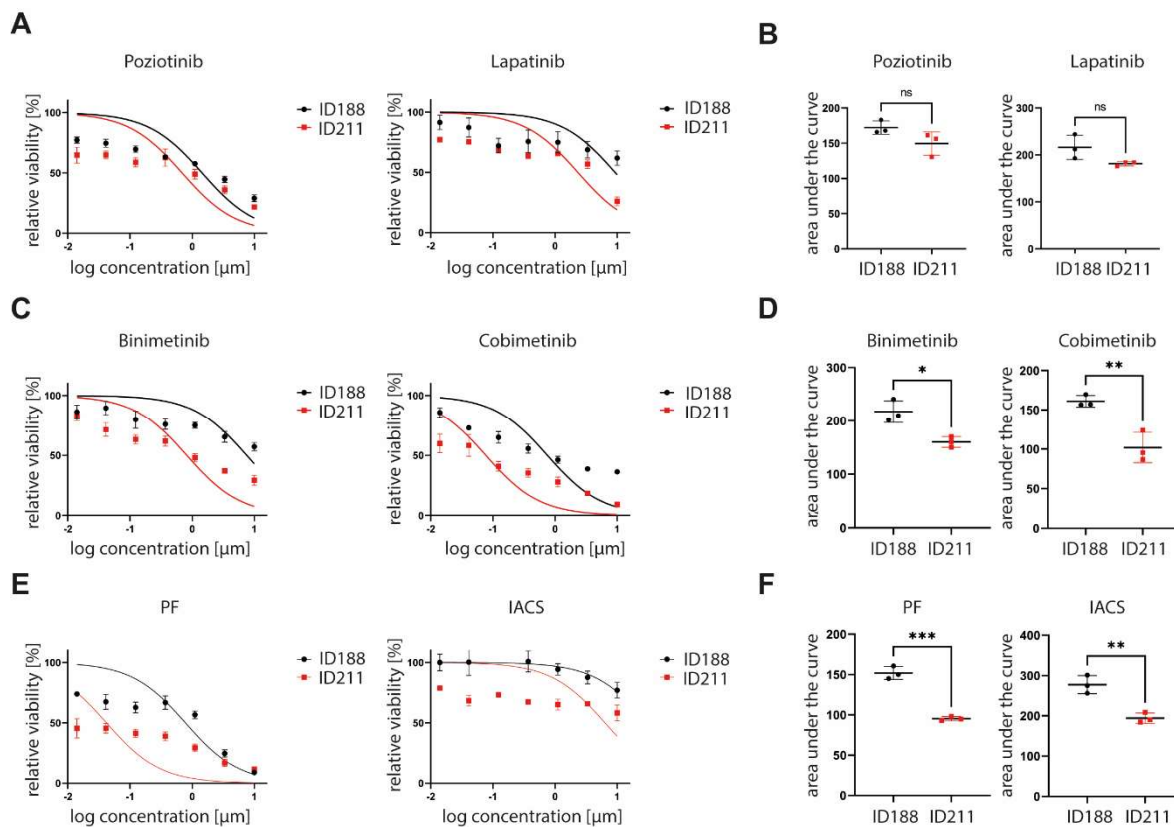 A
B
Poziotinib
Lapatinib
Poziotinib
Lapatinib
relative viability [%]
100
50
0
-2
-1
0
1
log concentration [µm]
ID188
ID211
relative viability [%]
100
50
0
-2
-1
0
1
log concentration [µm]
ID188
ID211
area under the curve
200
150
100
50
0
ns
ID188 ID211
area under the curve
300
200
100
0
ns
ID188 ID211
C
D
Binimetinib
Cobimetinib
Binimetinib
Cobimetinib
relative viability [%]
100
50
0
-2
-1
0
1
log concentration [µm]
ID188
ID211
relative viability [%]
100
50
0
-2
-1
0
1
log concentration [µm]
ID188
ID211
area under the curve
300
200
100
0
*
ID188 ID211
area under the curve
200
150
100
50
0
**
ID188 ID211
E
F
PF
IACS
PF
IACS
relative viability [%]
100
50
0
-2
-1
0
1
log concentration [µm]
ID188
ID211
relative viability [%]
100
50
0
-2
-1
0
1
log concentration [µm]
ID188
ID211
area under the curve
200
150
100
50
0
***
ID188 ID211
area under the curve
400
300
200
100
0
**
ID188 ID211